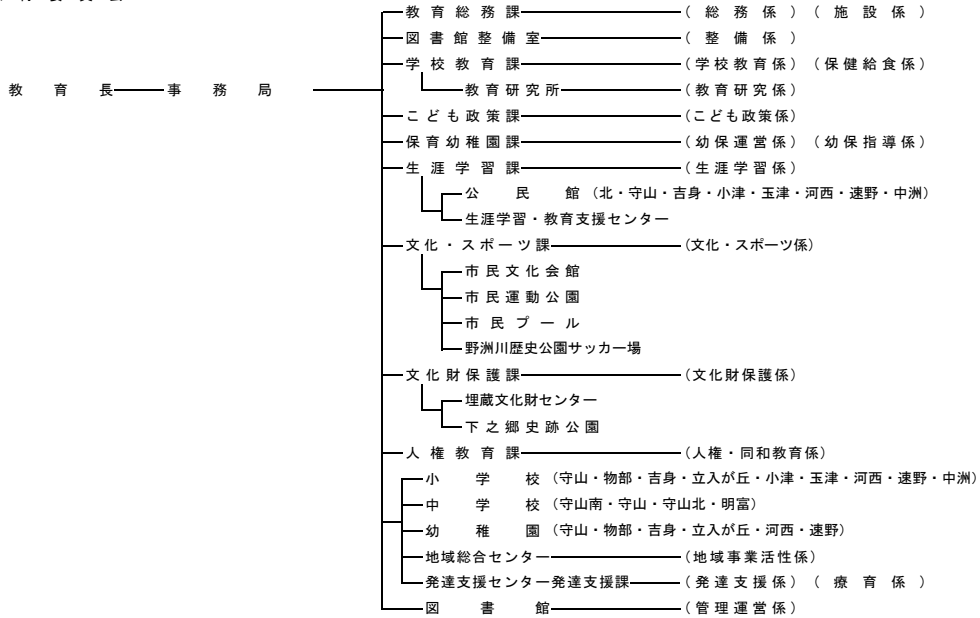 教育総務課 (総務係) (施設係)
図書館整備室 (整備係)
学校教育課 (学校教育係) (保健給食係)
教育長 事務局 教育研究所 (教育研究係)
こども政策課 (こども政策係)
保育幼稚園課 (幼保運営係) (幼保指導係)
生涯学習課 (生涯学習係)
公民館 (北・守山・吉身・小津・玉津・河西・速野・中洲)
生涯学習・教育支援センター
文化・スポーツ課 (文化・スポーツ係)
市民文化会館
市民運動公園
市民プール
野洲川歴史公園サッカー場
文化財保護課 (文化財保護係)
埋蔵文化財センター
下之郷史跡公園
人権教育課 (人権・同和教育係)
小学校 (守山・物部・吉身・立入が丘・小津・玉津・河西・速野・中洲)
中学校 (守山南・守山・守山北・明富)
幼稚園 (守山・物部・吉身・立入が丘・河西・速野)
地域総合センター (地域事業活性係)
発達支援センター発達支援課 (発達支援係) (療育係)
図書館 (管理運営係)